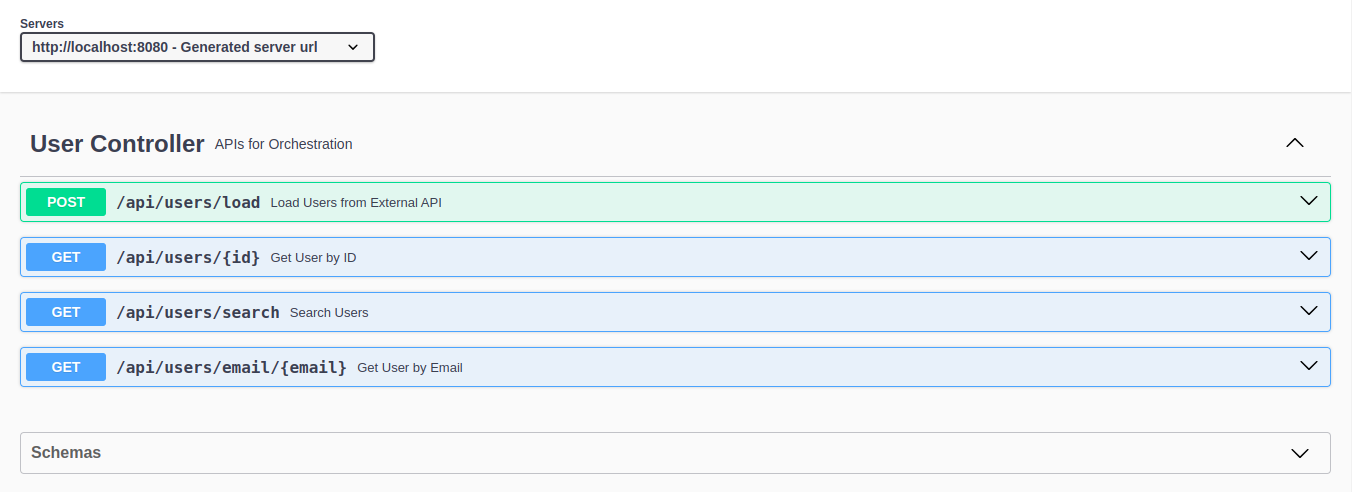 Servers
http://localhost:8080 - Generated server url
User Controller APIs for Orchestration
POST /api/users/load Load Users from External API
GET /api/users/{id} Get User by ID
GET /api/users/search Search Users
GET /api/users/email/{email} Get User by Email
Schemas